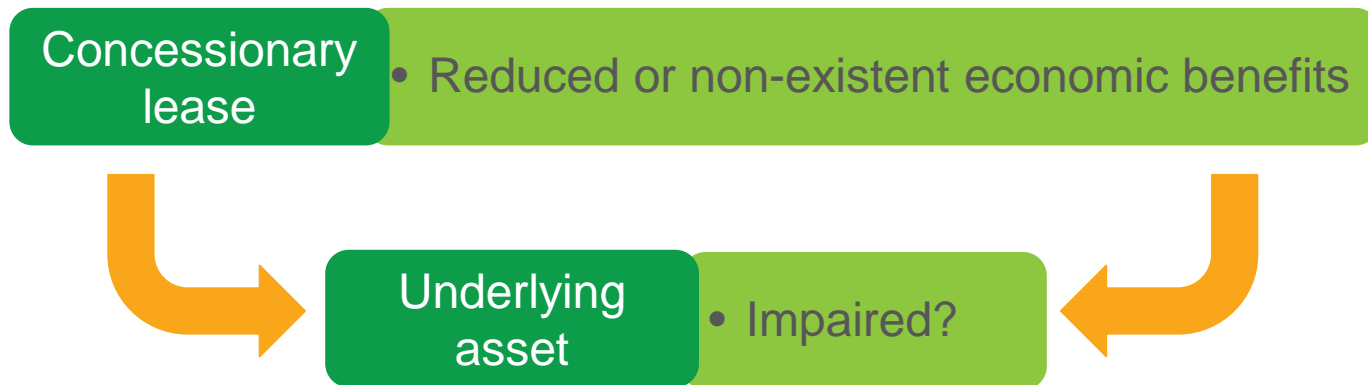 Concessionary
lease
• Reduced or non-existent economic benefits
Underlying
asset
• Impaired?